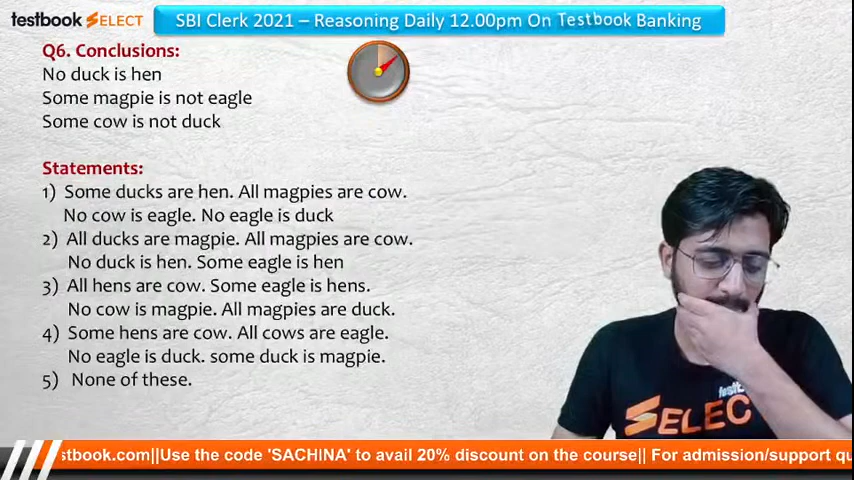 testbook SELECT
SBI Clerk 2021 – Reasoning Daily 12.00pm On Testbook Banking
Q6. Conclusions:
No duck is hen
Some magpie is not eagle
Some cow is not duck
Statements:
1) Some ducks are hen. All magpies are cow.
No cow is eagle. No eagle is duck
2) All ducks are magpie. All magpies are cow.
No duck is hen. Some eagle is hen
3) All hens are cow. Some eagle is hens.
No cow is magpie. All magpies are duck.
4) Some hens are cow. All cows are eagle.
No eagle is duck. some duck is magpie.
5) None of these.
testbook
SELECT
stbook.com||Use the code 'SACHINA' to avail 20% discount on the course|| For admission/support qu